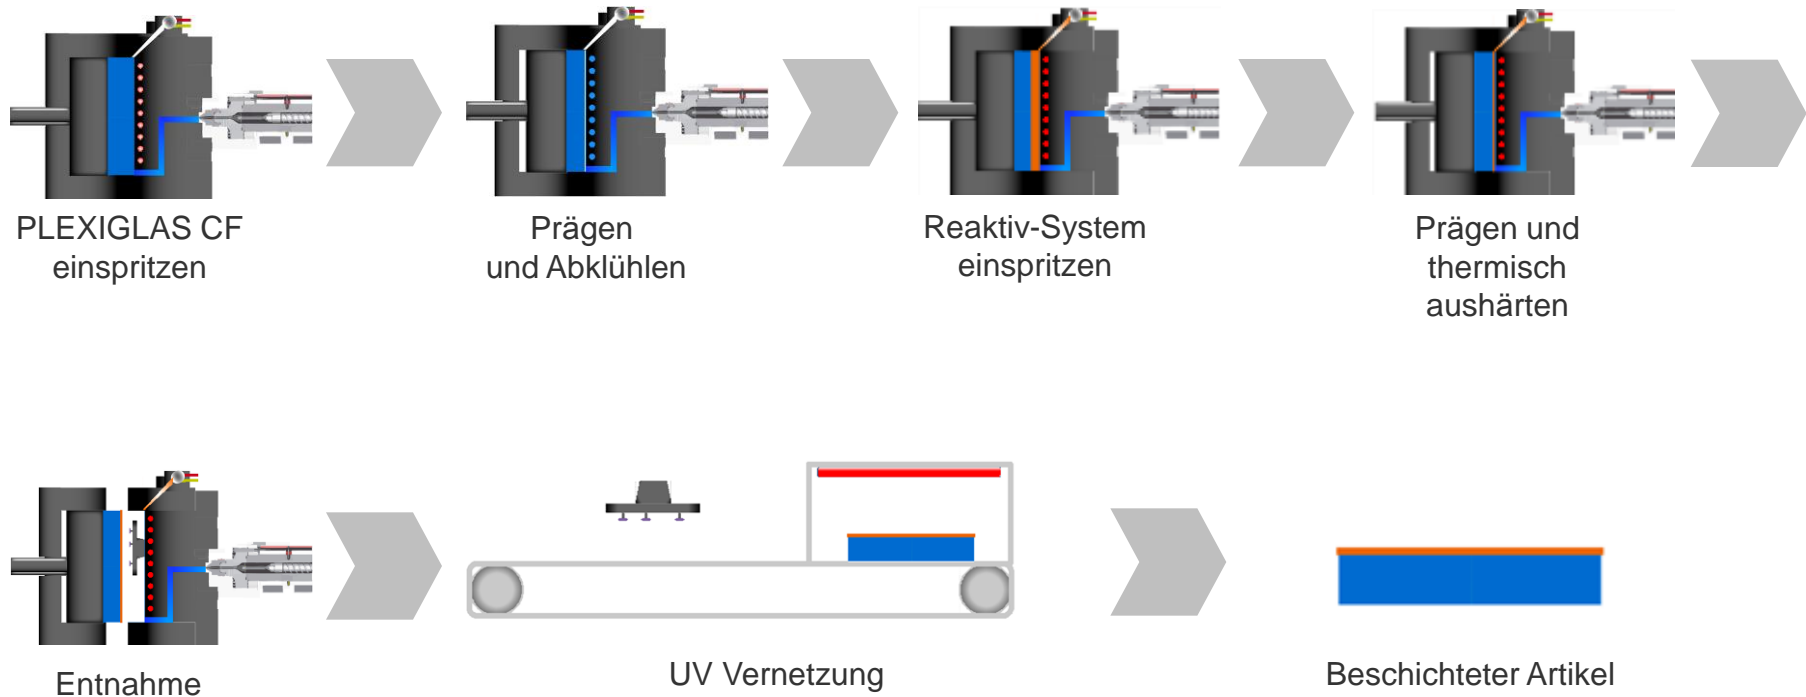 PLEXIGLAS CF
einspritzen
Prägen
und Abklühlen
Reaktiv-System
einspritzen
Prägen und
thermisch
aushärten
Entnahme
UV Vernetzung
Beschichteter Artikel